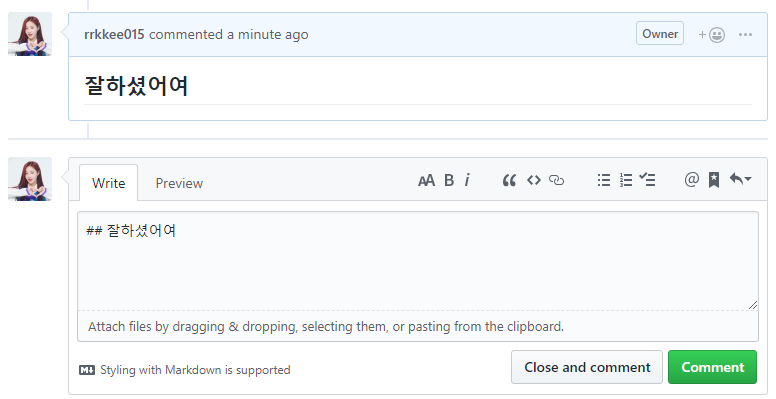 rrkkee015 commented a minute ago Owner
잘하셨어여
Write Preview AA B i @
## 잘하셨어여
Attach files by dragging & dropping, selecting them, or pasting from the clipboard.
Styling with Markdown is supported Close and comment Comment